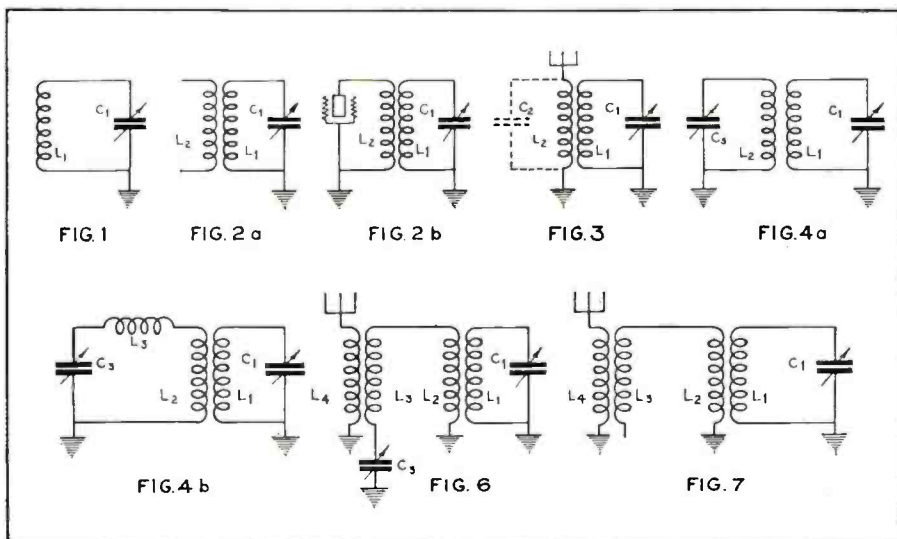 C₁
L₁
FIG. 1
L₂
C₁
L₁
FIG. 2 a
L₂
C₁
L₁
FIG. 2 b
C₂
L₂
C₁
L₁
FIG. 3
C₃
L₂
L₁
C₁
FIG. 4 a
L₃
C₃
L₂
L₁
C₁
FIG. 4 b
L₄
L₃
L₂
L₁
C₁
C₃
FIG. 6
L₄
L₃
L₂
L₁
C₁
FIG. 7